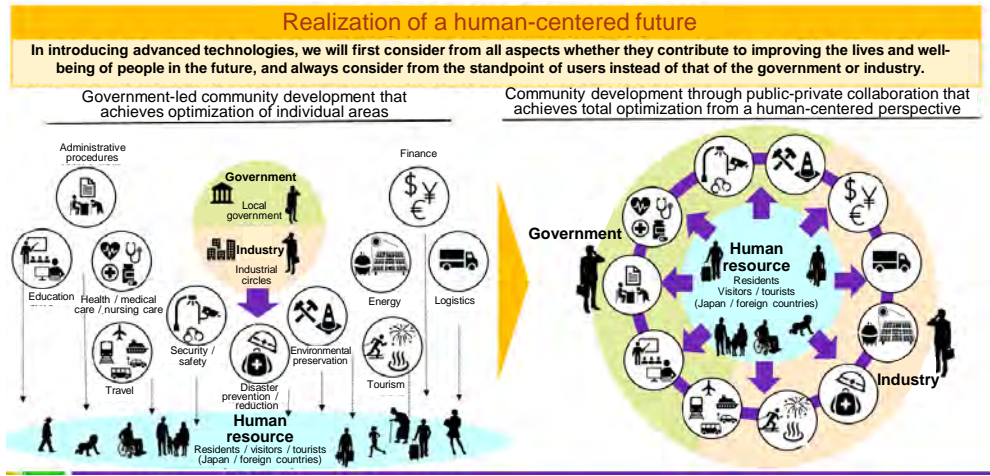 Realization of a human-centered future
In introducing advanced technologies, we will first consider from all aspects whether they contribute to improving the lives and well-
being of people in the future, and always consider from the standpoint of users instead of that of the government or industry.
Government-led community development that
achieves optimization of individual areas
Administrative
procedures
Finance
Government
Local
government
Industry
Industrial
circles
Education
Health / medical
care / nursing care
Energy
Logistics
Security /
safety
Environmental
preservation
Travel
Disaster
prevention /
reduction
Tourism
Human
resource
Residents / visitors / tourists
(Japan / foreign countries)
Community development through public-private collaboration that
achieves total optimization from a human-centered perspective
Government
Human
resource
Residents
Visitors / tourists
(Japan / foreign countries)
Industry